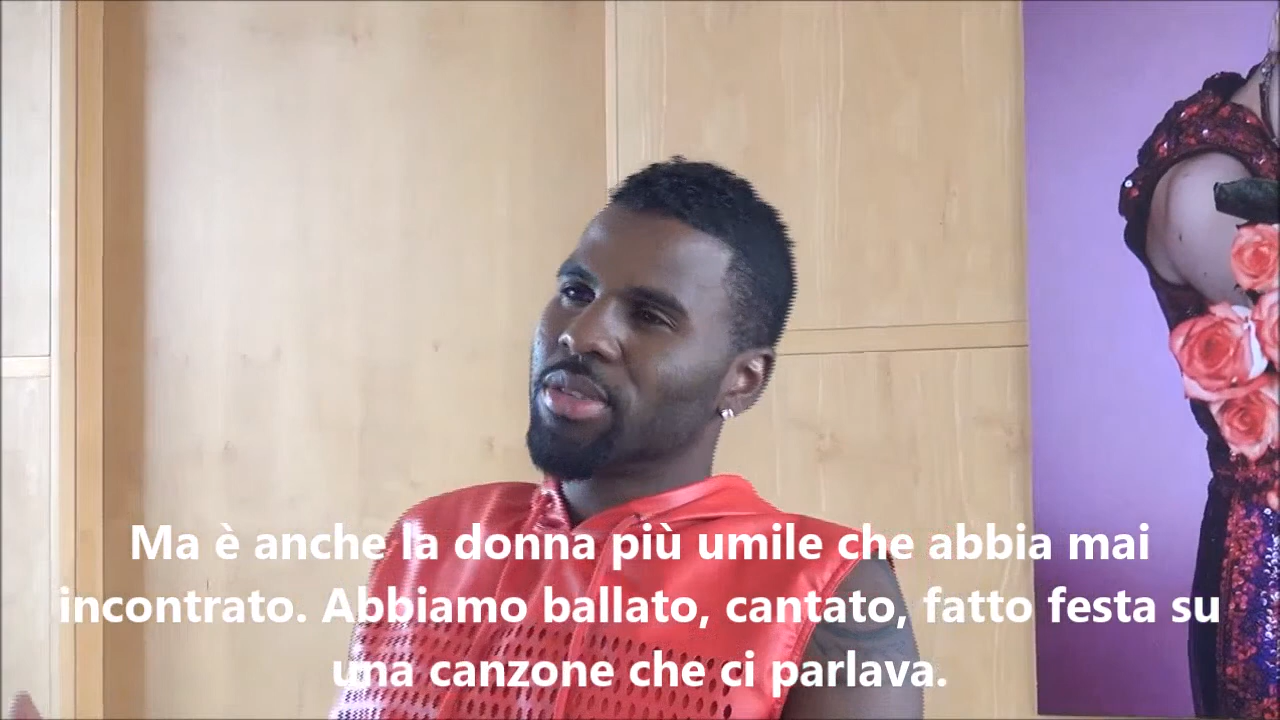 Ma è anche la donna più umile che abbia mai
incontrato. Abbiamo ballato, cantato, fatto festa su
una canzone che ci parlava.